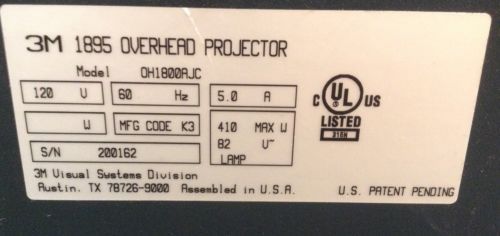 3M 1895 OVERHEAD PROJECTOR
Model OH1800AJC
120 V 60 Hz 5.0 A
W MFG CODE K3
410 MAX W
82 V~
LAMP
S/N 200162
C UL US
LISTED
316H
3M Visual Systems Division
Austin, TX 78726-9000 Assembled in U.S.A.
U.S. PATENT PENDING